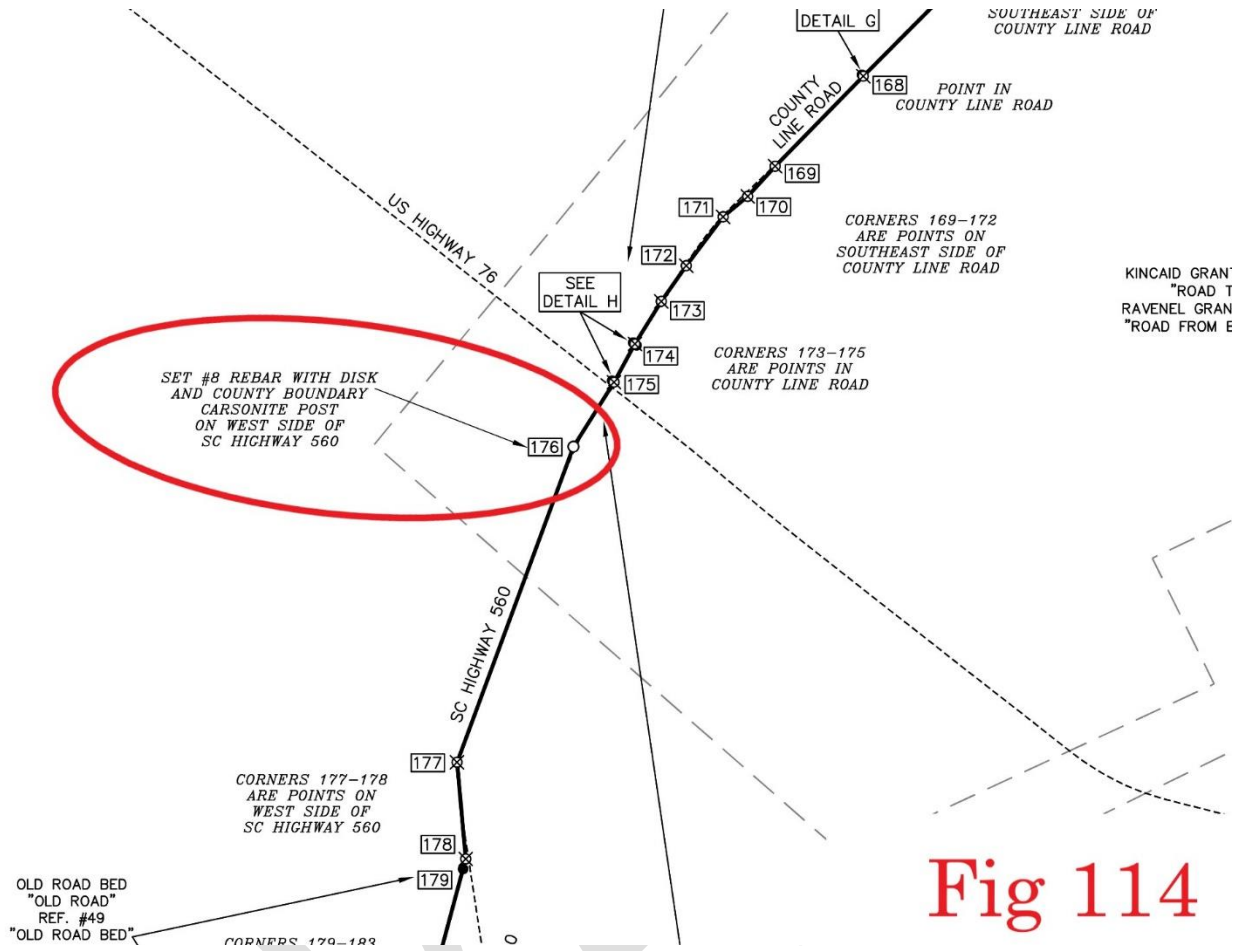 DETAIL G
SOUTHEAST SIDE OF
COUNTY LINE ROAD
168
POINT IN
COUNTY LINE ROAD
COUNTY
LINE ROAD
169
170
171
CORNERS 169-172
ARE POINTS ON
SOUTHEAST SIDE OF
COUNTY LINE ROAD
US HIGHWAY 76
172
SEE
DETAIL H
173
KINCAID GRAN
"ROAD T
RAVENEL GRAN
"ROAD FROM
174
CORNERS 173-175
ARE POINTS IN
COUNTY LINE ROAD
175
SET #8 REBAR WITH DISK
AND COUNTY BOUNDARY
CARSONITE POST
ON WEST SIDE OF
SC HIGHWAY 560
176
SC HIGHWAY 560
177
CORNERS 177-178
ARE POINTS ON
WEST SIDE OF
SC HIGHWAY 560
178
179
OLD ROAD BED
"OLD ROAD"
REF. #49
"OLD ROAD BED"
CORNERS 179-183
Fig 114